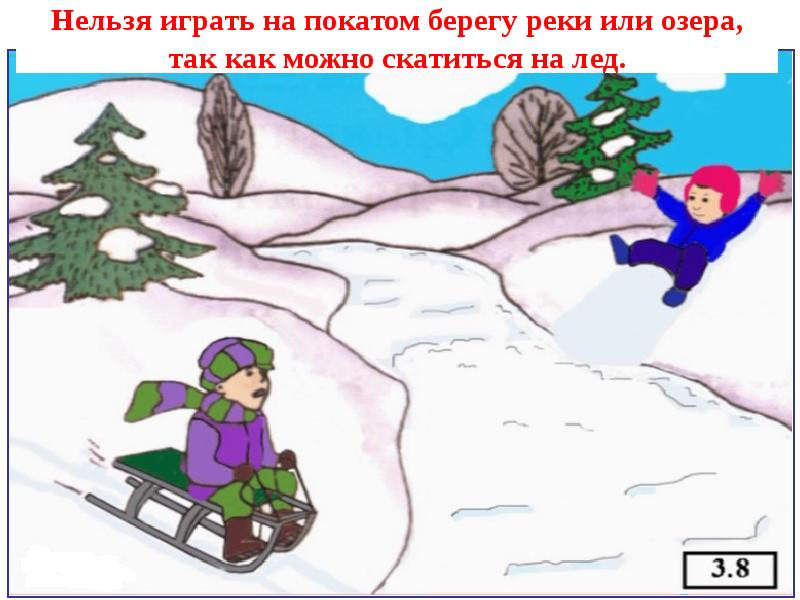 Нельзя играть на покатом берегу реки или озера,
так как можно скатиться на лед.
3.8